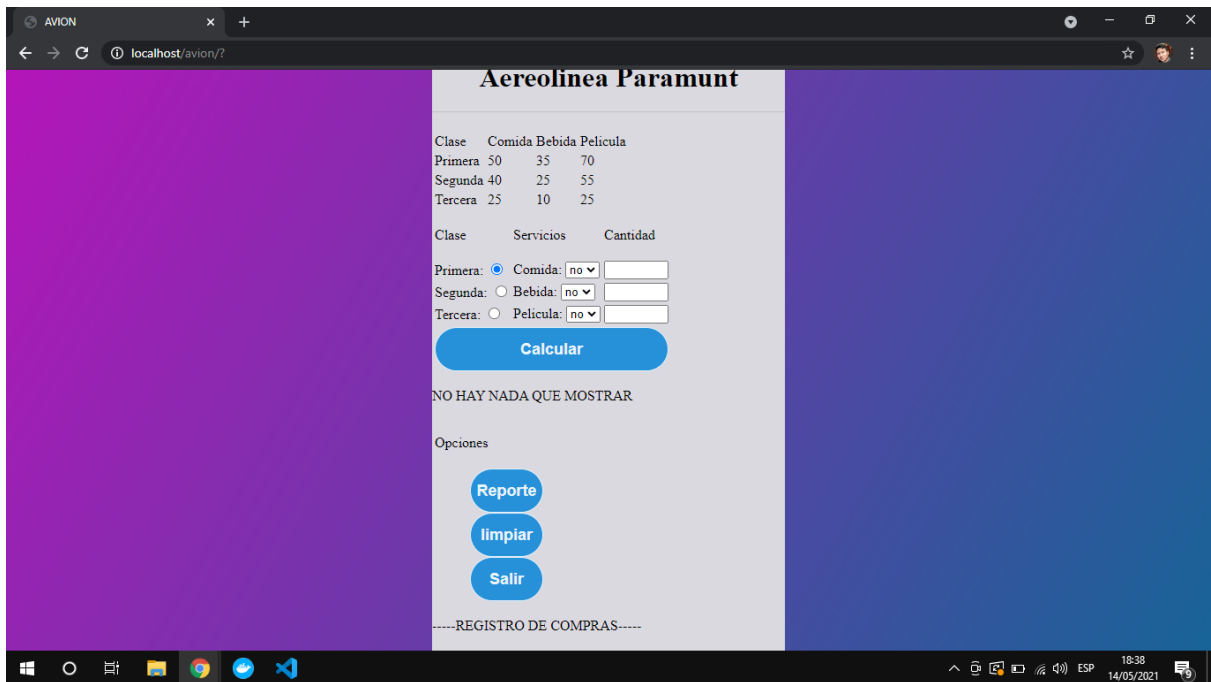 AVION
localhost/avion/?
Aereolinea Paramunt
Clase Comida Bebida Pelicula
Primera 50 35 70
Segunda 40 25 55
Tercera 25 10 25
Clase Servicios Cantidad
Primera: Comida: no
Segunda: Bebida: no
Tercera: Pelicula: no
Calcular
NO HAY NADA QUE MOSTRAR
Opciones
Reporte
limpiar
Salir
-----REGISTRO DE COMPRAS-----
ESP
18:38
14/05/2021
9